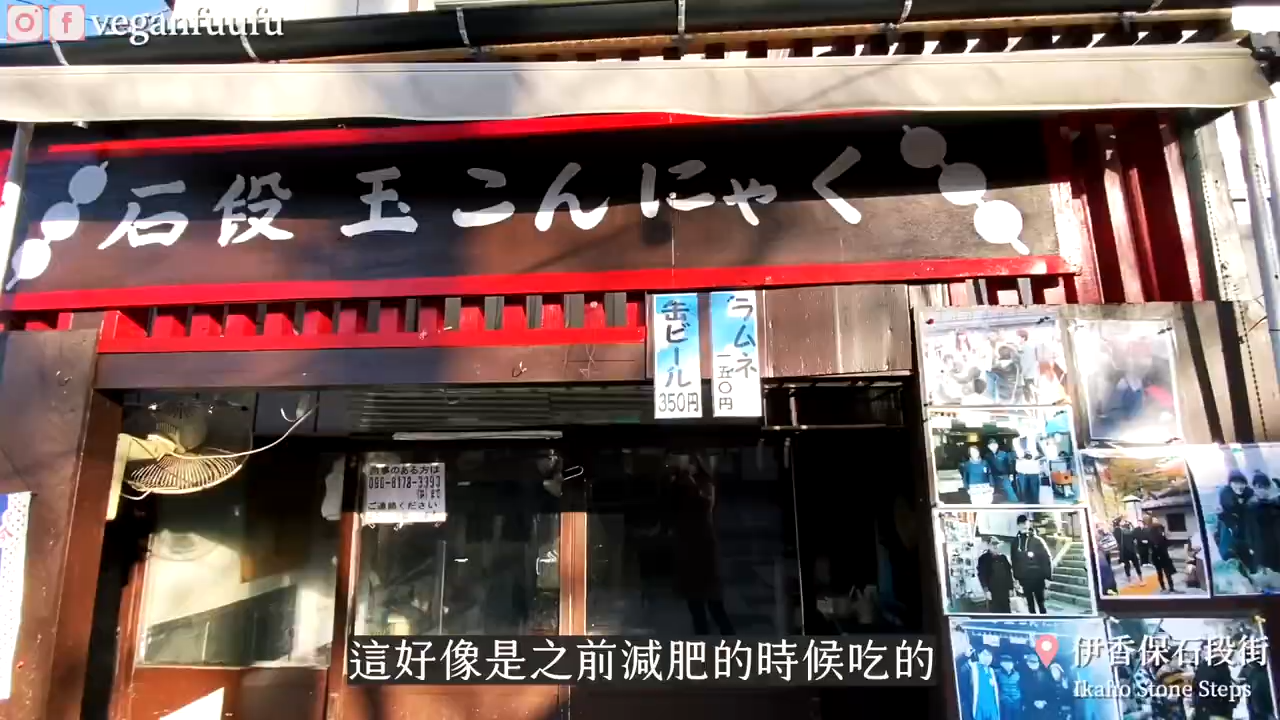 veganfuufu
石段 玉こんにゃく
缶ビール
350円
ラムネ
一五〇円
ご連絡ください
這好像是之前減肥的時候吃的
伊香保石段街
Ikaho Stone Steps